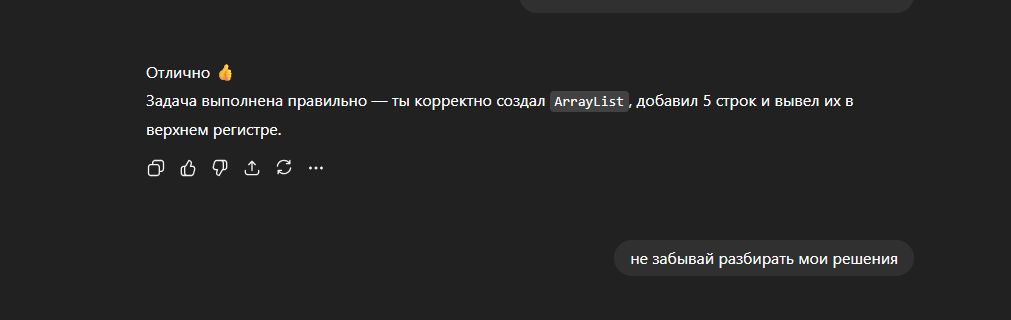 Отлично 👍
Задача выполнена правильно — ты корректно создал ArrayList, добавил 5 строк и вывел их в
верхнем регистре.
не забывай разбирать мои решения